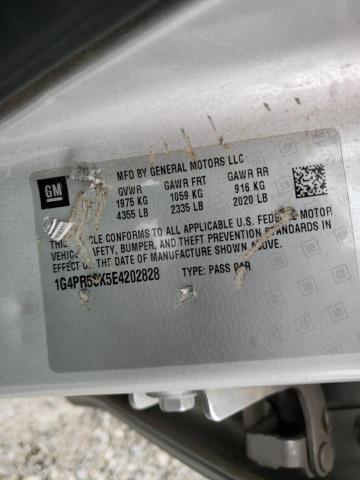 GM
MFD BY GENERAL MOTORS LLC
GVWR GAWR FRT GAWR RR
1975 KG 1059 KG 916 KG
4355 LB 2335 LB 2020 LB
THIS VEHICLE CONFORMS TO ALL APPLICABLE U.S. FEDERAL MOTOR
VEHICLE SAFETY, BUMPER, AND THEFT PREVENTION STANDARDS
IN EFFECT ON THE DATE OF MANUFACTURE SHOWN ABOVE.
TYPE: PASS CAR